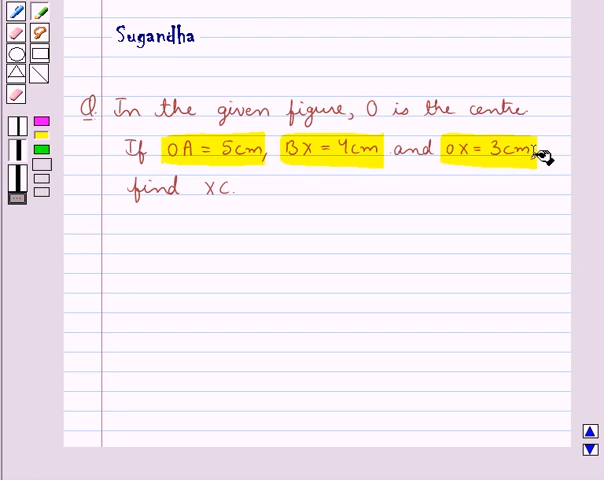 Sugandha
Q. In the given figure, O is the centre
If OA = 5cm, BX = 4cm and OX = 3cm,
find XC.